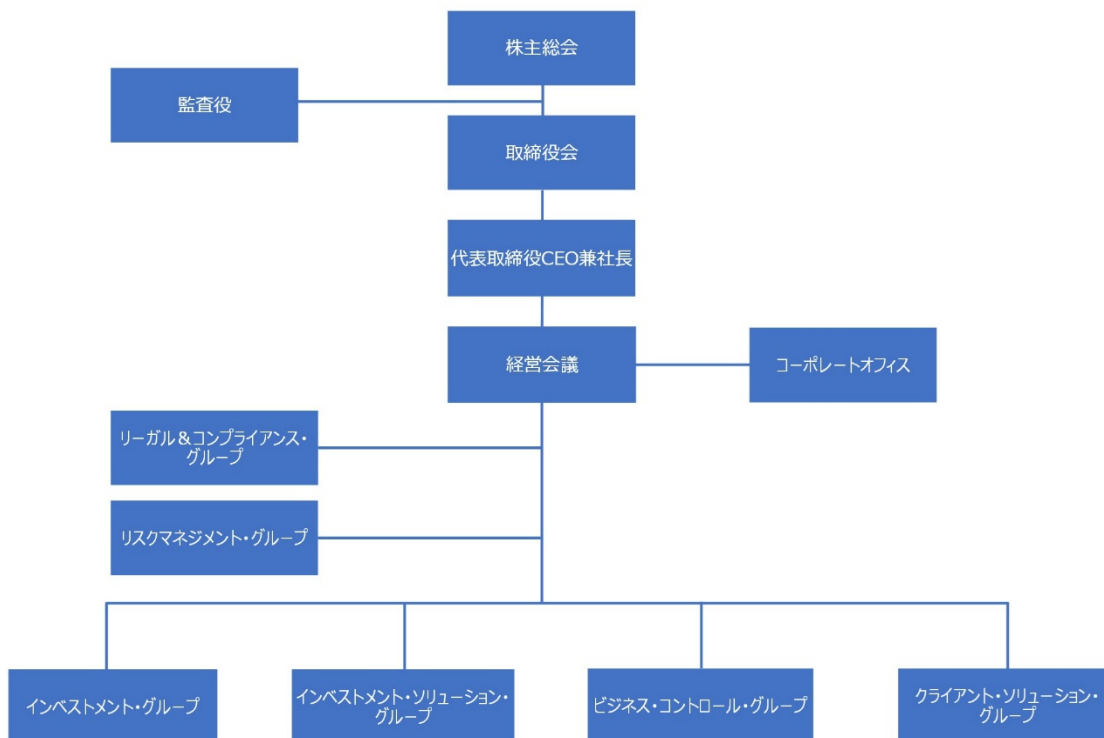 株主総会
監査役
取締役会
代表取締役CEO兼社長
経営会議
コーポレートオフィス
リーガル＆コンプライアンス・
グループ
リスクマネジメント・グループ
インベストメント・グループ
インベストメント・ソリューション・
グループ
ビジネス・コントロール・グループ
クライアント・ソリューション・
グループ